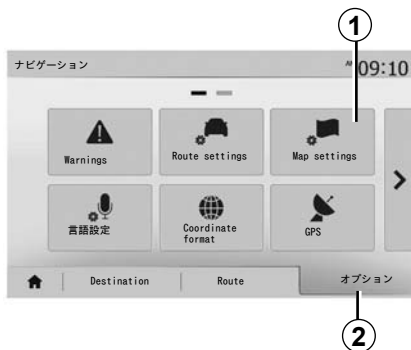 1
ナビゲーション
AM 09:10
Warnings
Route settings
Map settings
言語設定
Coordinate
format
GPS
Destination
Route
オプション
2